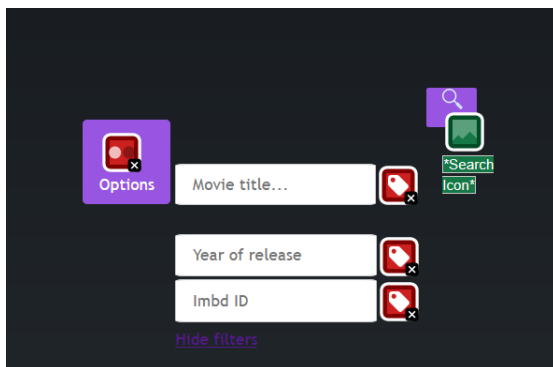 *Search
Icon*
Options
Movie title...
Year of release
Imbd ID
Hide filters